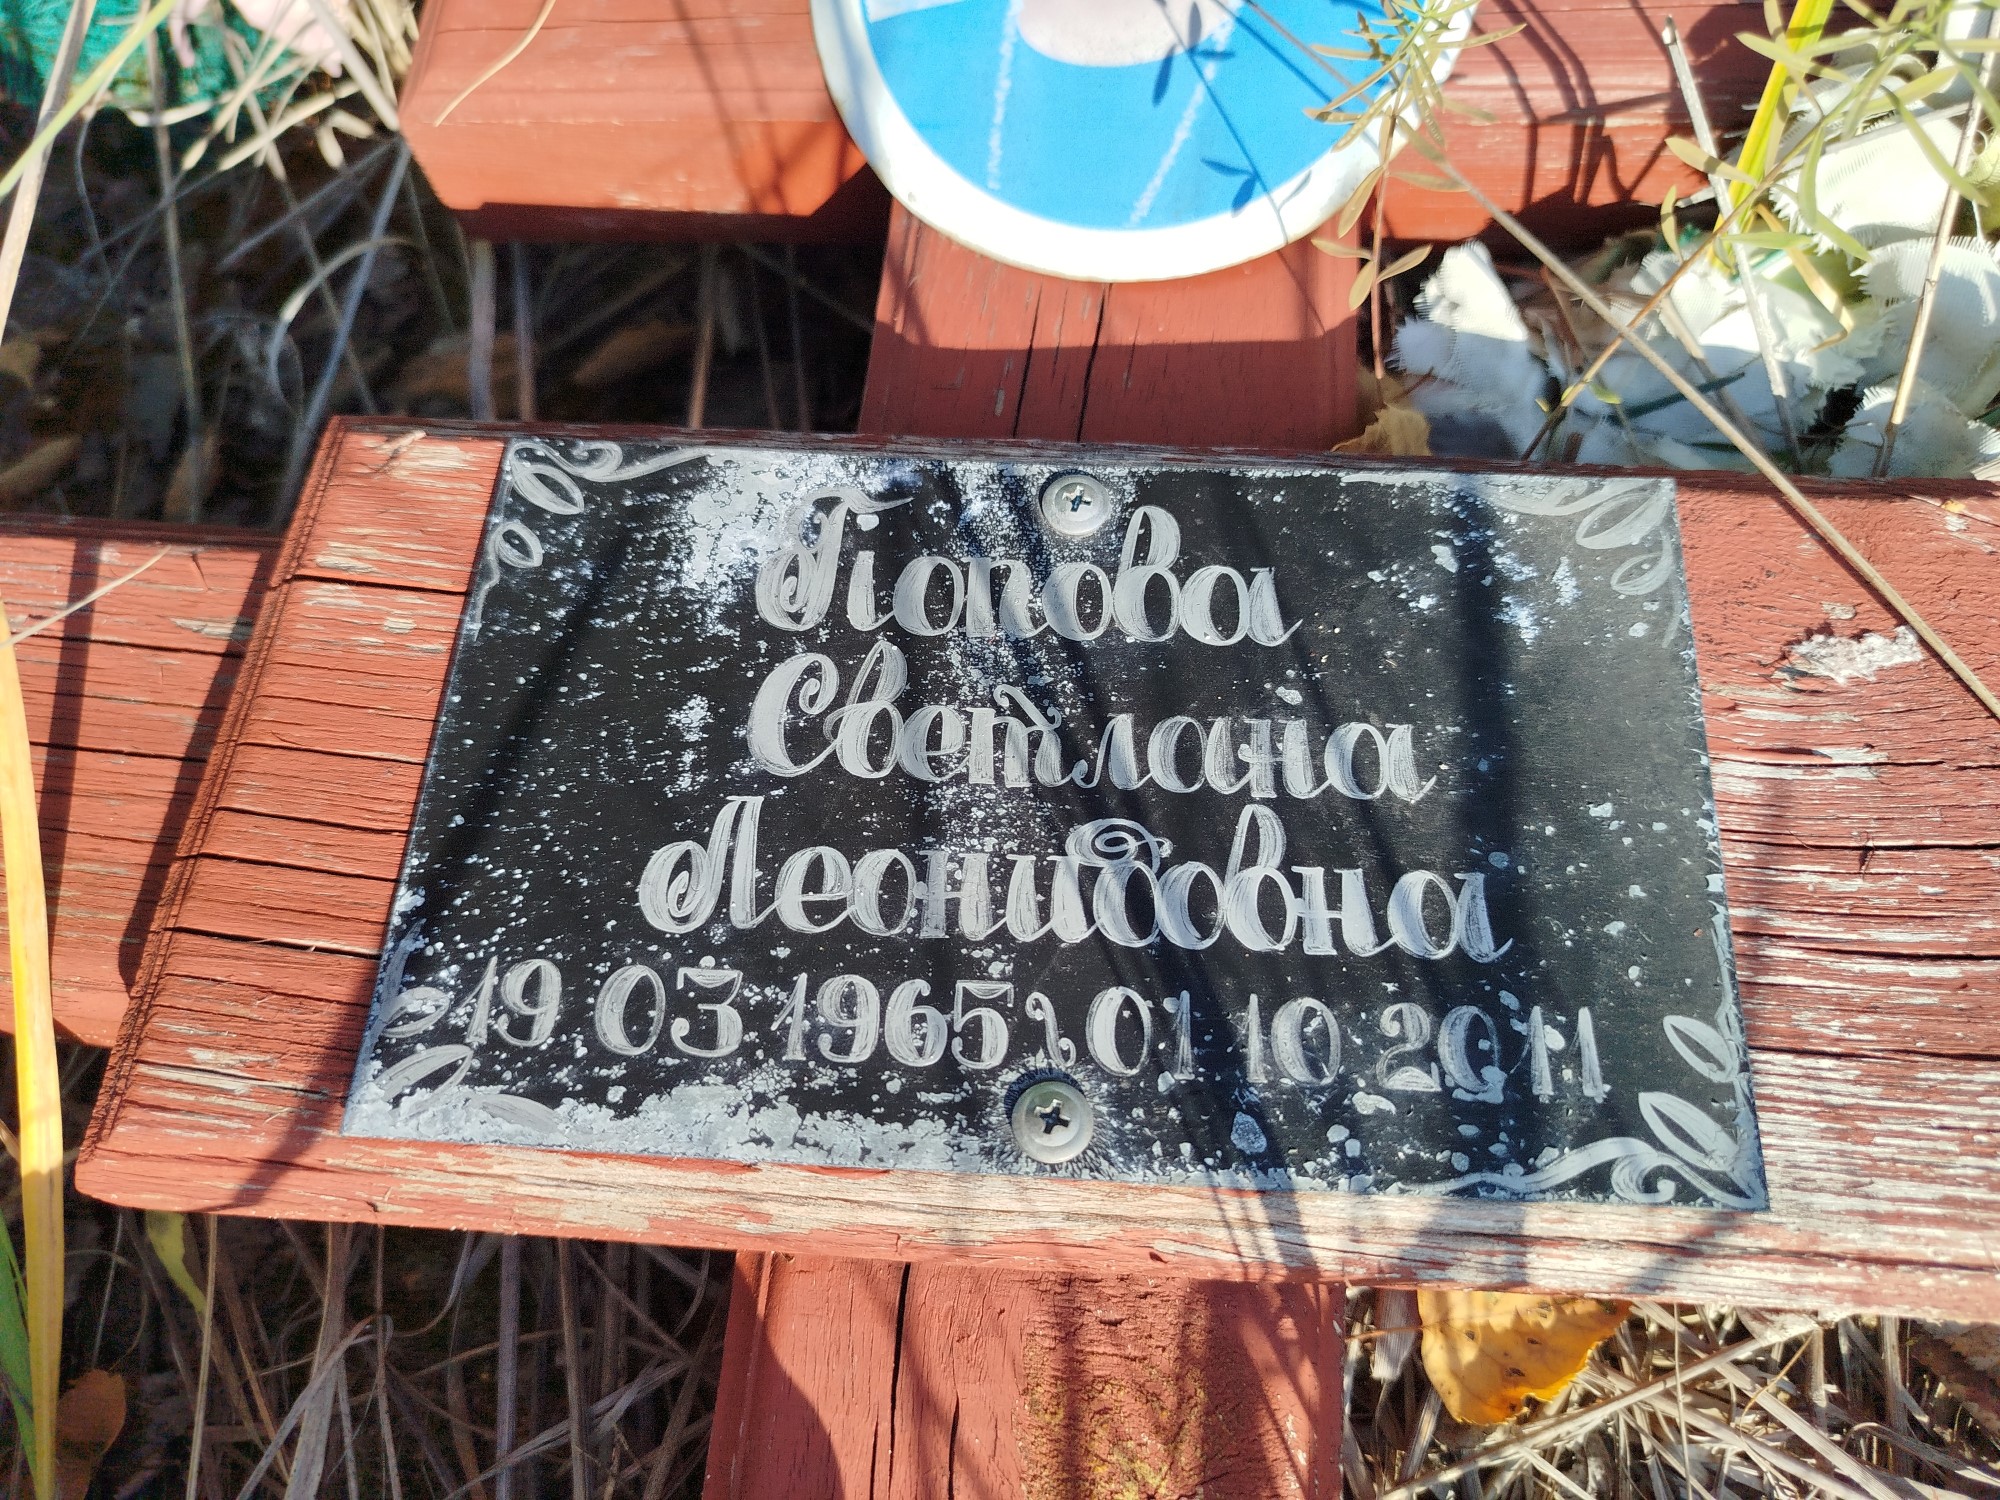 Попова
Светлана
Леонидовна
19 03 1965 01 10 2011